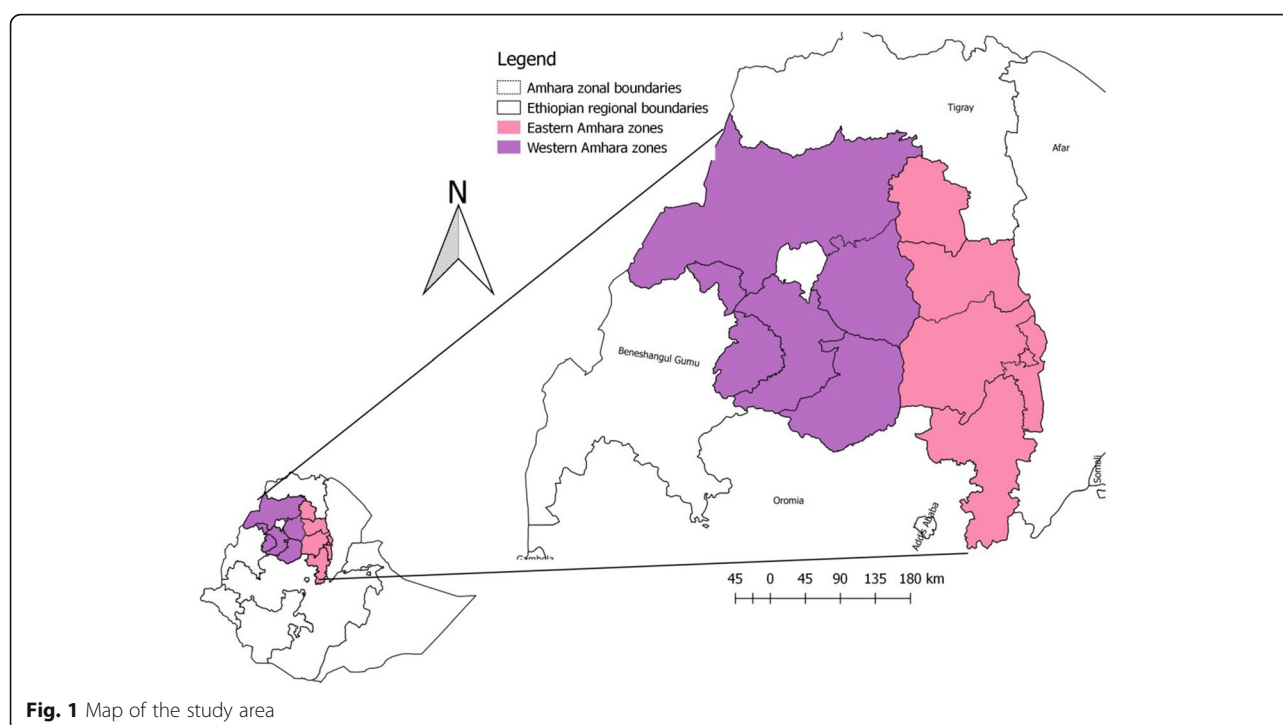 Legend
Amhara zonal boundaries
Ethiopian regional boundaries
Eastern Amhara zones
Western Amhara zones
N
Tigray
Afar
Beneshangul Gumu
Oromia
Addis Ababa
Somali
45 0 45 90 135 180 km
Fig. 1 Map of the study area